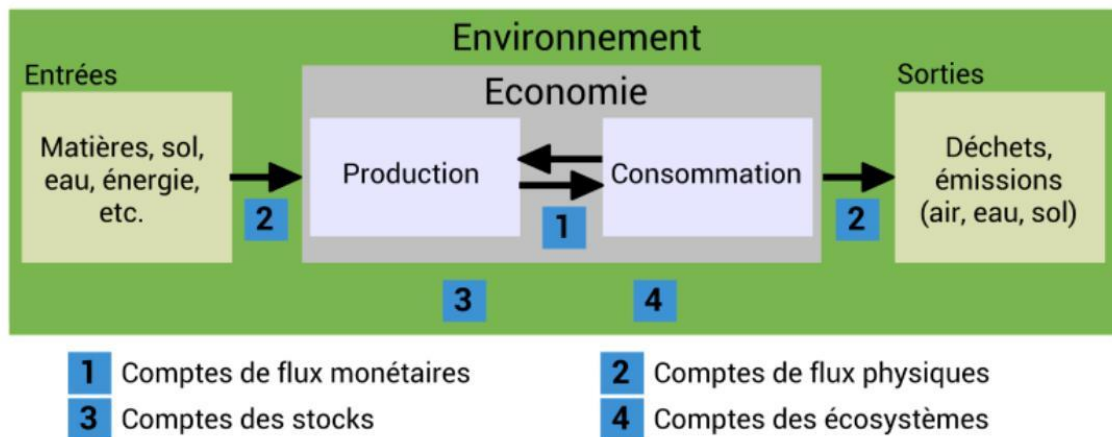 Environnement
Entrées
Economie
Sorties
Matières, sol,
eau, énergie,
etc.
Production
Consommation
Déchets,
émissions
(air, eau, sol)
2
1
2
3
4
1 Comptes de flux monétaires
2 Comptes de flux physiques
3 Comptes des stocks
4 Comptes des écosystèmes